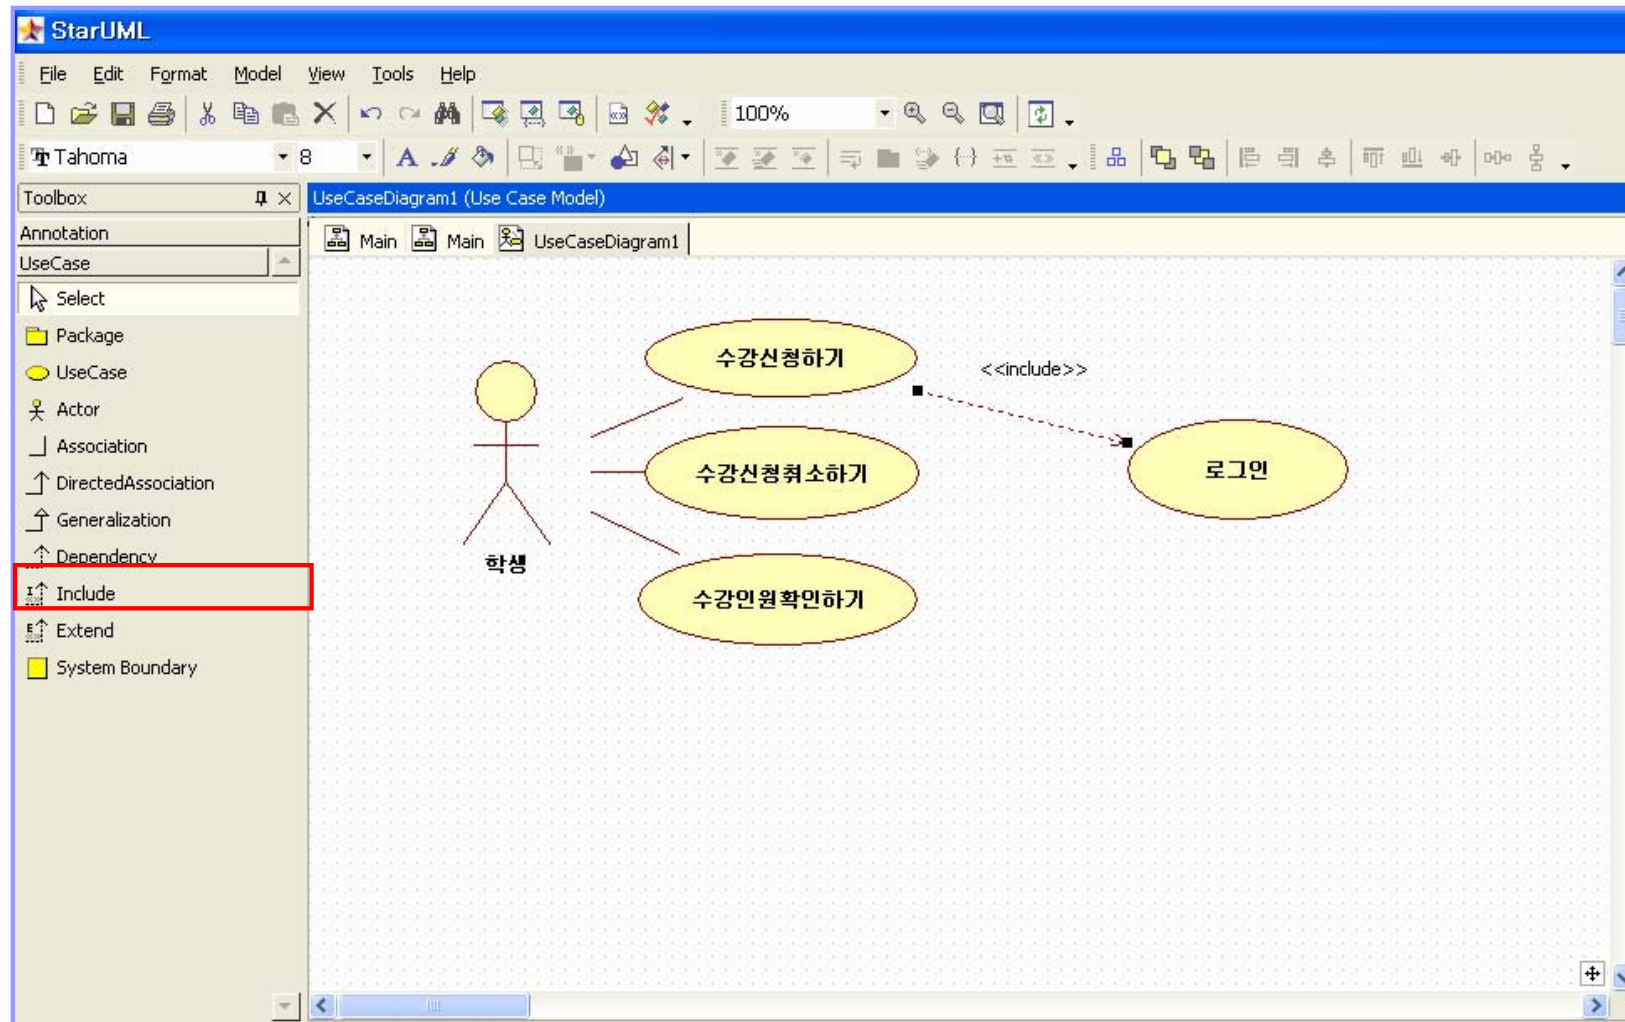 StarUML
File Edit Format Model View Tools Help
100%
Tahoma 8
Toolbox
UseCaseDiagram1 (Use Case Model)
Annotation
Main Main UseCaseDiagram1
UseCase
Select
Package
UseCase
Actor
Association
DirectedAssociation
Generalization
Dependency
Include
Extend
System Boundary
수강신청하기
<<include>>
수강신청취소하기
로그인
학생
수강인원확인하기